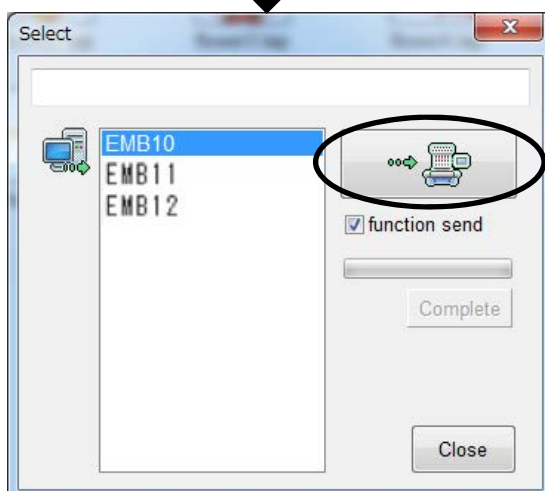 Select
EMB10
EMB11
EMB12
function send
Complete
Close